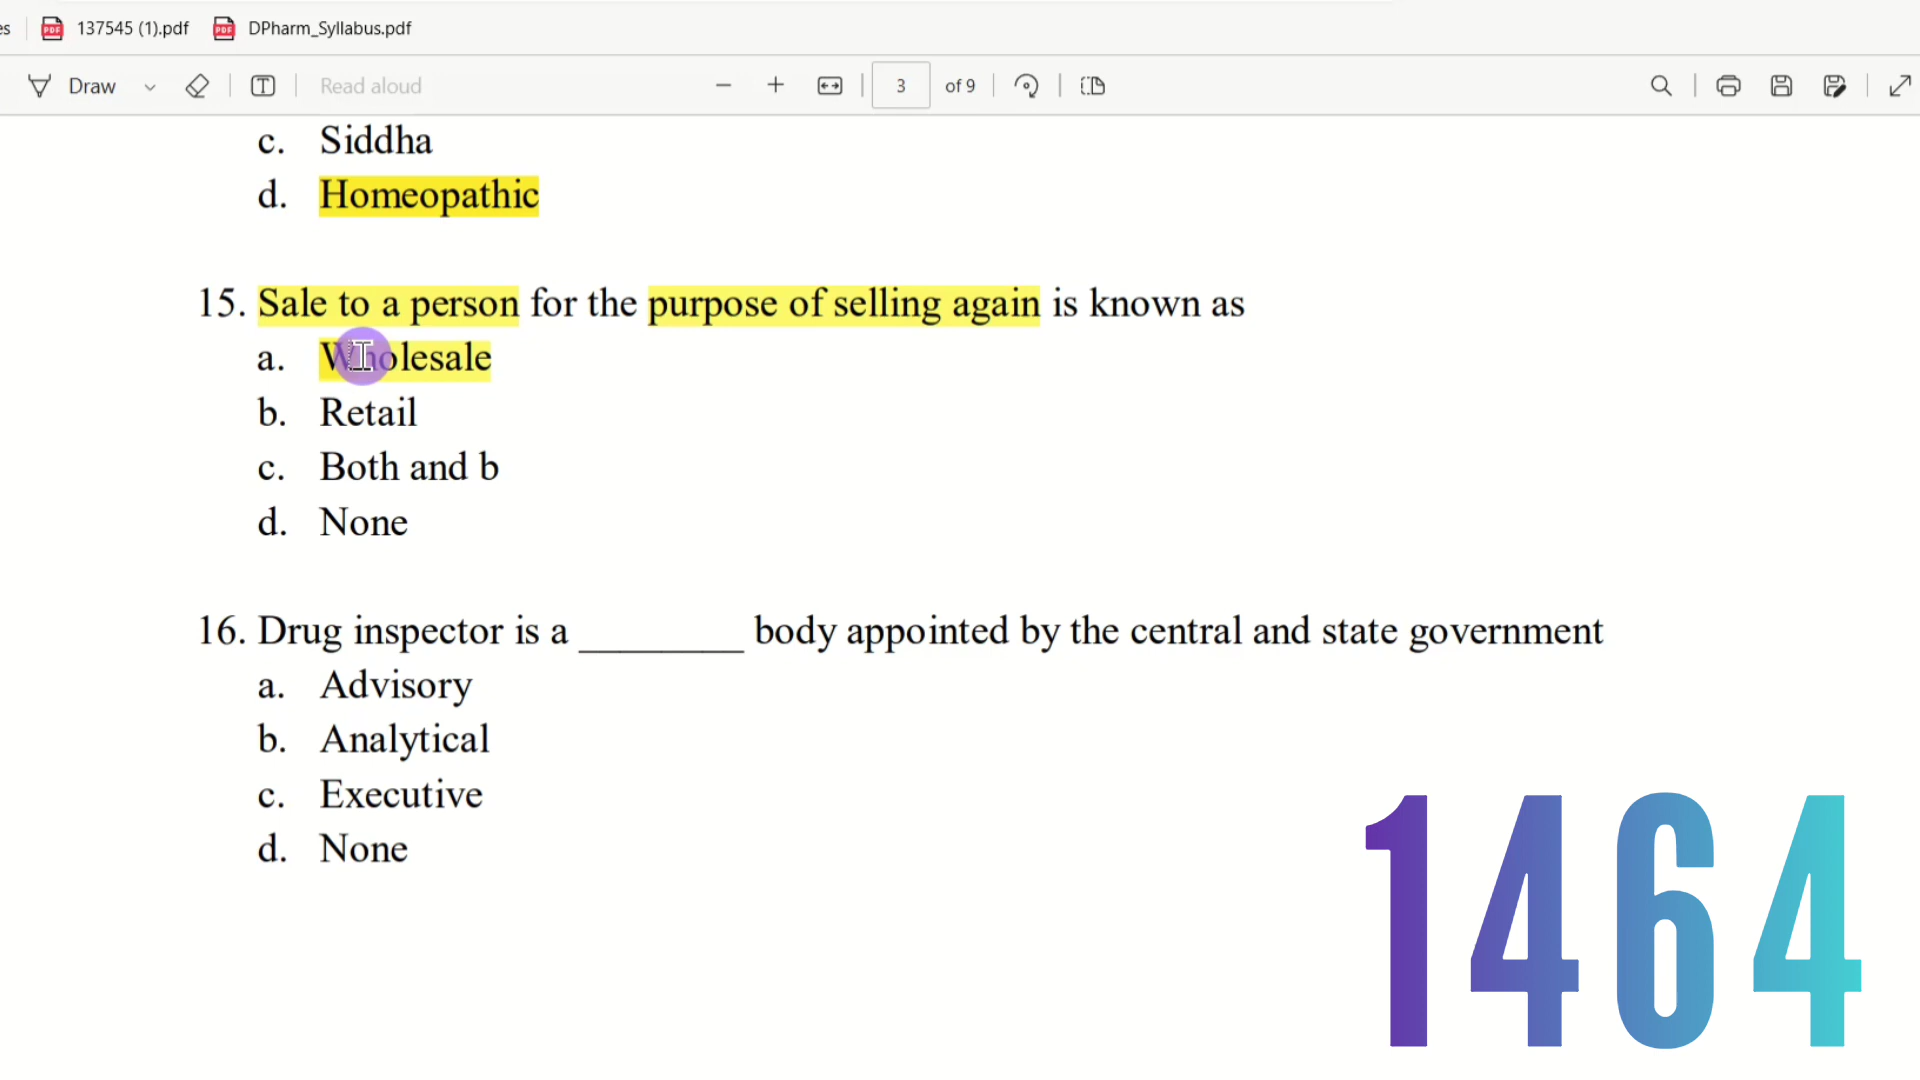 es
137545 (1).pdf
DPharm_Syllabus.pdf
Draw
Read aloud
3 of 9
c. Siddha
d. Homeopathic
15. Sale to a person for the purpose of selling again is known as
a. Wholesale
b. Retail
c. Both and b
d. None
16. Drug inspector is a ________ body appointed by the central and state government
a. Advisory
b. Analytical
c. Executive
d. None
1464